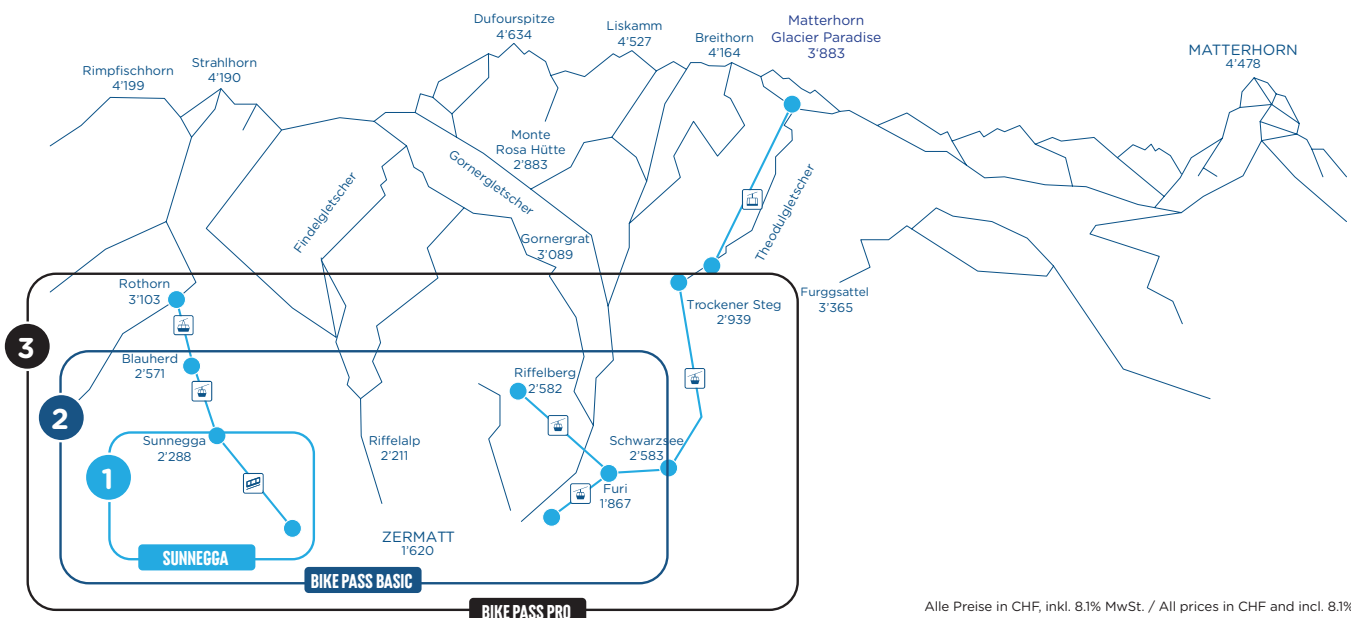 Dufourspitze
4'634
Liskamm
4'527
Breithorn
4'164
Matterhorn
Glacier Paradise
3'883
MATTERHORN
4'478
Rimpfischhorn
4'199
Strahlhorn
4'190
Monte
Rosa Hütte
2'883
Gornergletscher
Findelgletscher
Theodulgletscher
Gornergrat
3'089
Rothorn
3'103
Trockener Steg
2'939
Furggsattel
3'365
3
Blauherd
2'571
Riffelberg
2'582
2
Sunnegga
2'288
Riffelalp
2'211
Schwarzsee
2'583
1
Furi
1'867
ZERMATT
1'620
SUNNEGGA
BIKE PASS BASIC
BIKE PASS PRO
Alle Preise in CHF, inkl. 8.1% MwSt. / All prices in CHF and incl. 8.1%